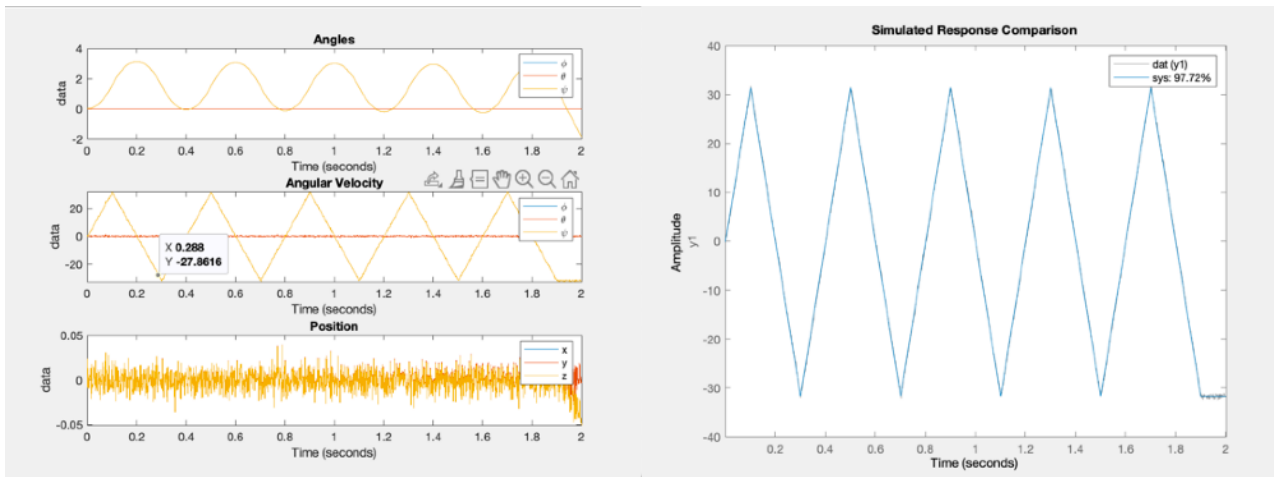 Angles
4
2
0
-2
data
ϕ
θ
ψ
0 0.2 0.4 0.6 0.8 1 1.2 1.4 1.6 1.8 2
Time (seconds)
Angular Velocity
20
0
-20
data
ϕ
θ
ψ
X 0.288
Y -27.8616
0 0.2 0.4 0.6 0.8 1 1.2 1.4 1.6 1.8 2
Time (seconds)
Position
0.05
0
-0.05
data
x
y
z
0 0.2 0.4 0.6 0.8 1 1.2 1.4 1.6 1.8 2
Time (seconds)
Simulated Response Comparison
40
30
20
10
0
-10
-20
-30
-40
Amplitude
y1
dat (y1)
sys: 97.72%
0.2 0.4 0.6 0.8 1 1.2 1.4 1.6 1.8 2
Time (seconds)